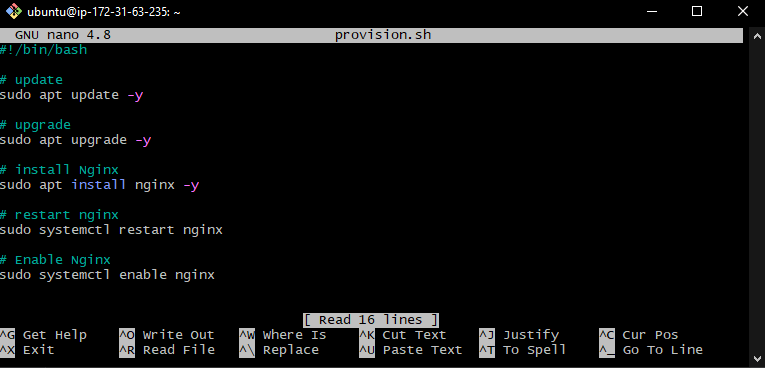 ubuntu@ip-172-31-63-235: ~
GNU nano 4.8 provision.sh
#!/bin/bash
# update
sudo apt update -y
# upgrade
sudo apt upgrade -y
# install Nginx
sudo apt install nginx -y
# restart nginx
sudo systemctl restart nginx
# Enable Nginx
sudo systemctl enable nginx
[ Read 16 lines ]
^G Get Help ^O Write Out ^W Where Is ^K Cut Text ^J Justify ^C Cur Pos
^X Exit ^R Read File ^\ Replace ^U Paste Text ^T To Spell ^_ Go To Line